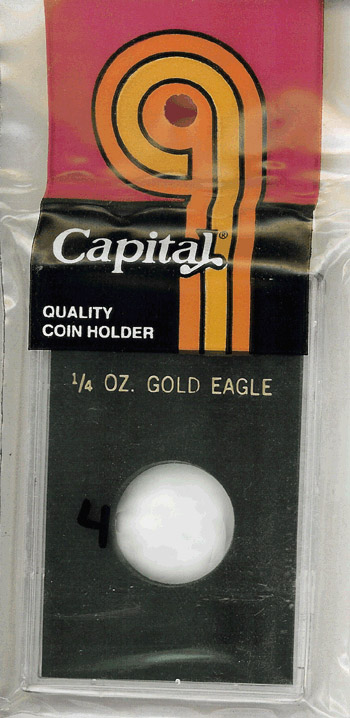 Capital®
QUALITY
COIN HOLDER
1/4 OZ. GOLD EAGLE
4